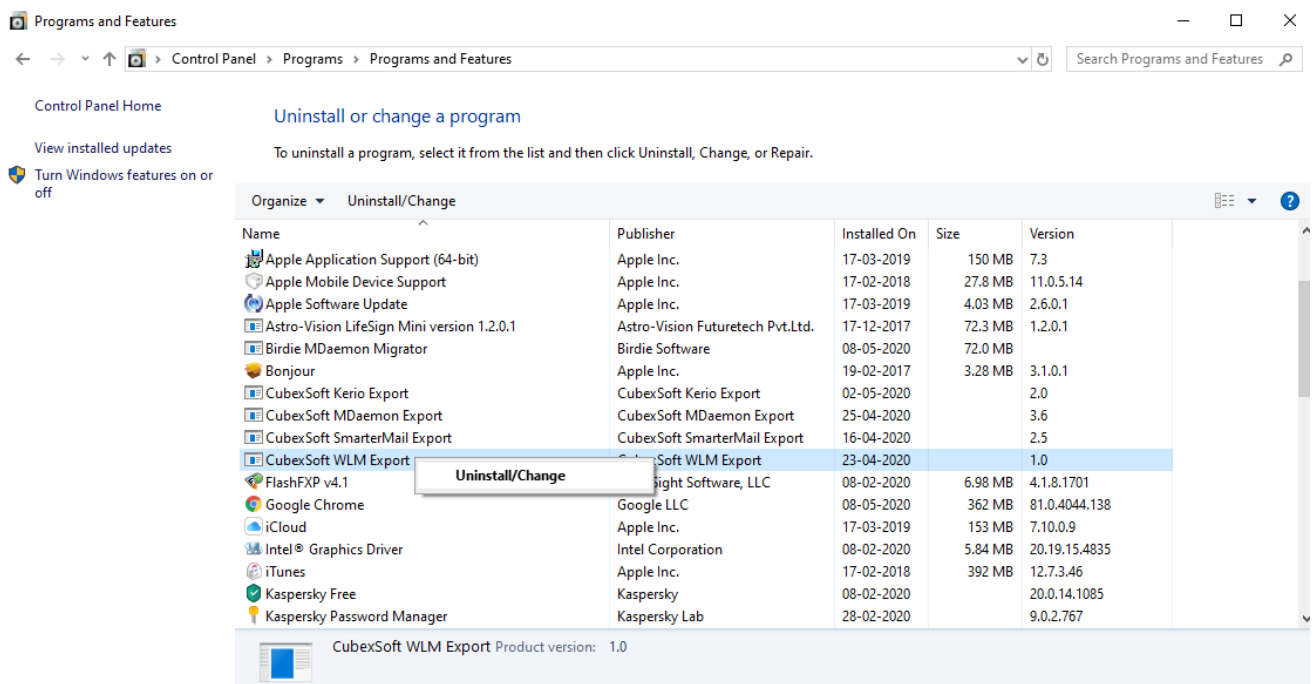 Programs and Features
Control Panel > Programs > Programs and Features
Search Programs and Features
Control Panel Home
View installed updates
Turn Windows features on or
off
Uninstall or change a program
To uninstall a program, select it from the list and then click Uninstall, Change, or Repair.
Organize Uninstall/Change
Name Publisher Installed On Size Version
Apple Application Support (64-bit) Apple Inc. 17-03-2019 150 MB 7.3
Apple Mobile Device Support Apple Inc. 17-02-2018 27.8 MB 11.0.5.14
Apple Software Update Apple Inc. 17-03-2019 4.03 MB 2.6.0.1
Astro-Vision LifeSign Mini version 1.2.0.1 Astro-Vision Futuretech Pvt.Ltd. 17-12-2017 72.3 MB 1.2.0.1
Birdie MDaemon Migrator Birdie Software 08-05-2020 72.0 MB
Bonjour Apple Inc. 19-02-2017 3.28 MB 3.1.0.1
CubexSoft Kerio Export CubexSoft Kerio Export 02-05-2020 2.0
CubexSoft MDaemon Export CubexSoft MDaemon Export 25-04-2020 3.6
CubexSoft SmarterMail Export CubexSoft SmarterMail Export 16-04-2020 2.5
CubexSoft WLM Export Soft WLM Export 23-04-2020 1.0
Uninstall/Change
FlashFXP v4.1 Sight Software, LLC 08-02-2020 6.98 MB 4.1.8.1701
Google Chrome Google LLC 08-05-2020 362 MB 81.0.4044.138
iCloud Apple Inc. 17-03-2019 153 MB 7.10.0.9
Intel® Graphics Driver Intel Corporation 08-02-2020 5.84 MB 20.19.15.4835
iTunes Apple Inc. 17-02-2018 392 MB 12.7.3.46
Kaspersky Free Kaspersky 08-02-2020 20.0.14.1085
Kaspersky Password Manager Kaspersky Lab 28-02-2020 9.0.2.767
CubexSoft WLM Export Product version: 1.0